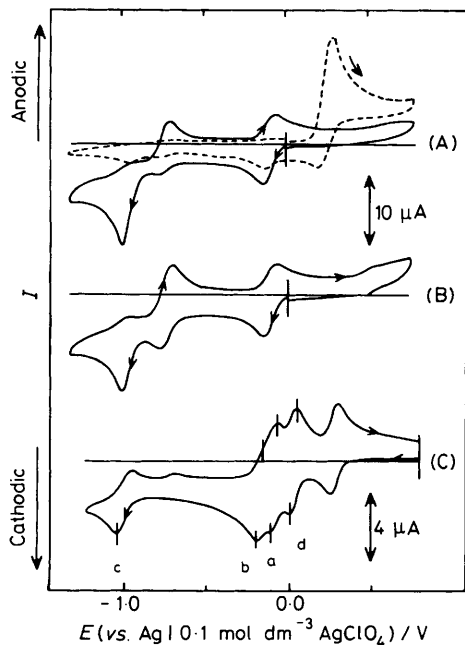 Anodic
(A)
10 μA
I
(B)
(C)
Cathodic
4 μA
c b a d
-1.0 0.0
E (vs. Ag | 0.1 mol dm⁻³ AgClO₄) / V